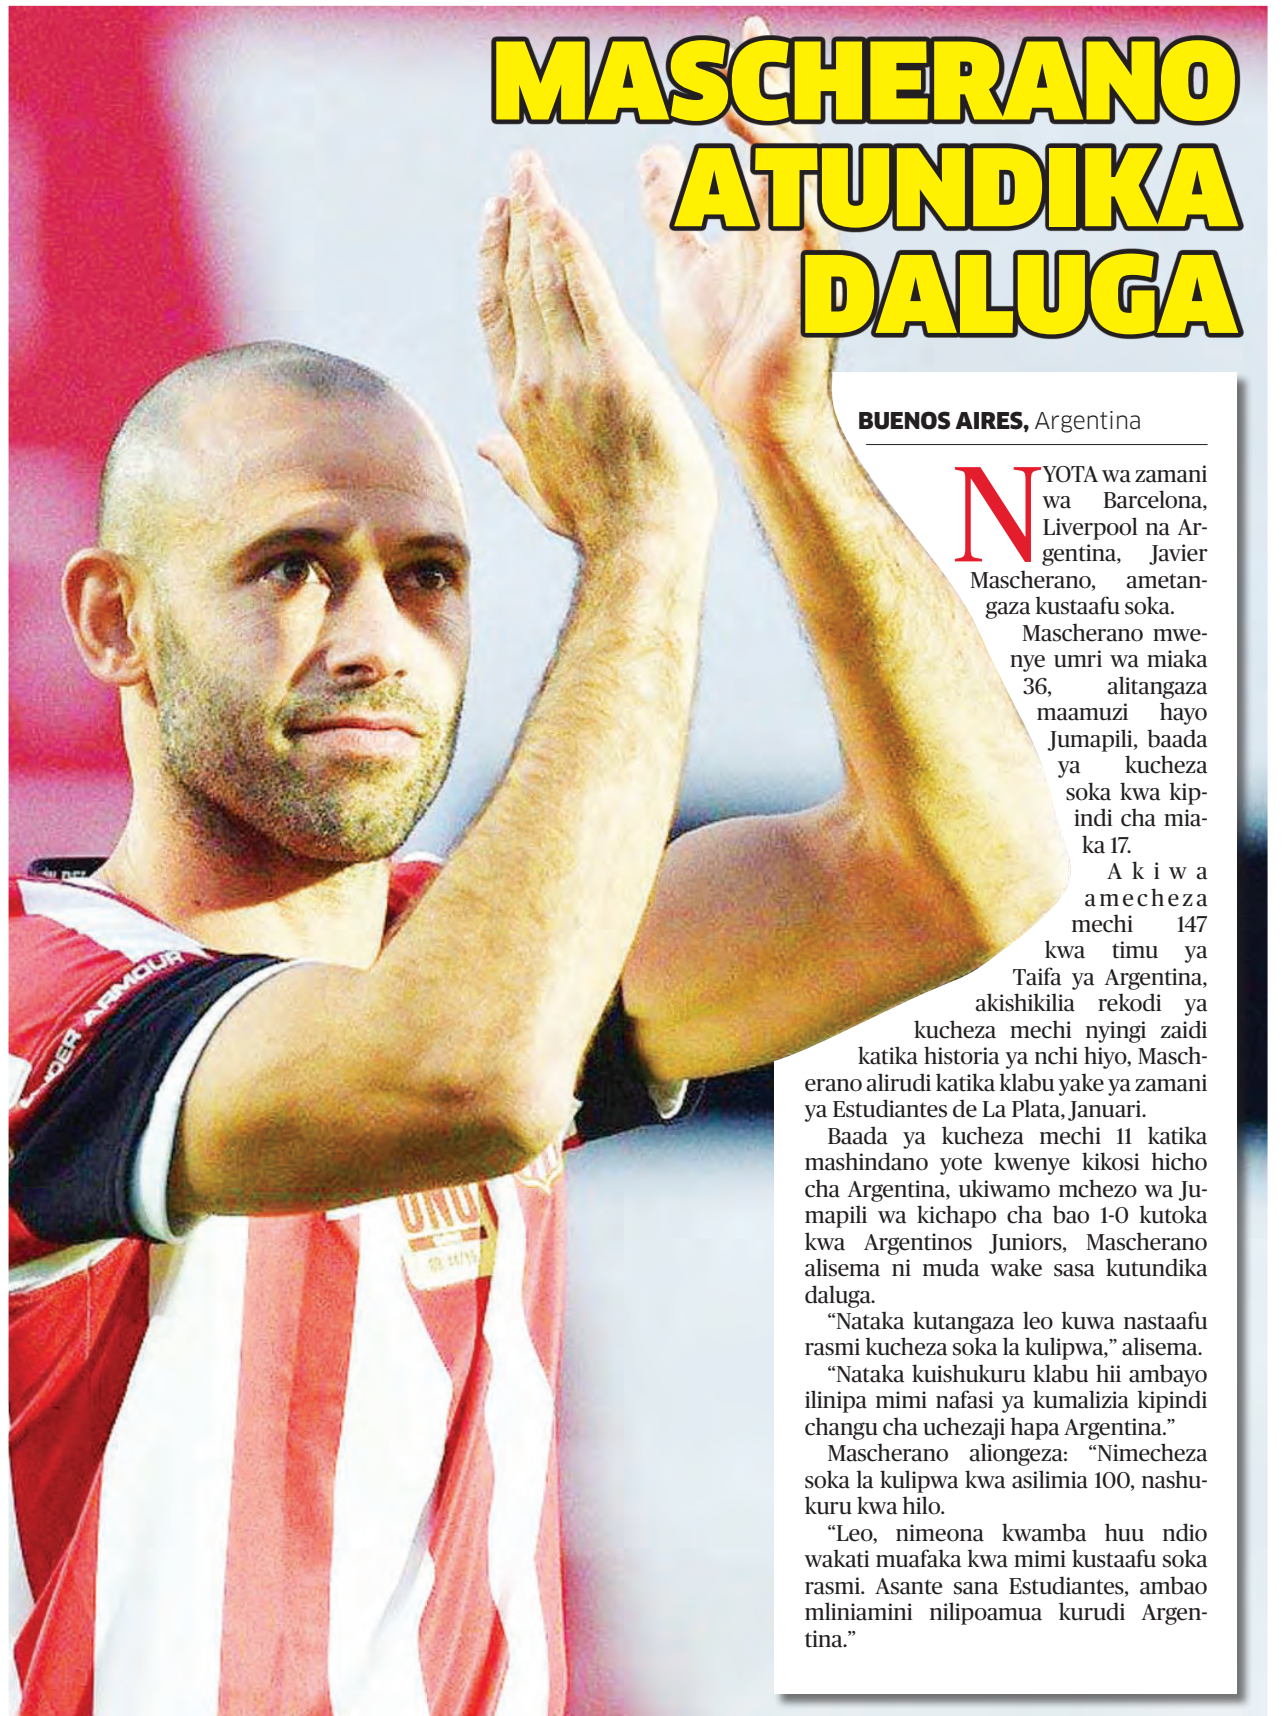 MASCHERANO
ATUNDIKA
DALUGA
BUENOS AIRES, Argentina
NYOTA wa zamani
wa Barcelona,
Liverpool na Ar-
gentina, Javier
Mascherano, ametan-
gaza kustaafu soka.
Mascherano mwe-
nye umri wa miaka
36, alitangaza
maamuzi hayo
Jumapili, baada
ya kucheza
soka kwa kip-
indi cha mia-
ka 17.
Akiwa
amecheza
mechi 147
kwa timu ya
Taifa ya Argentina,
akishikilia rekodi ya
kucheza mechi nyingi zaidi
katika historia ya nchi hiyo, Masch-
erano alirudi katika klabu yake ya zamani
ya Estudiantes de La Plata, Januari.
Baada ya kucheza mechi 11 katika
mashindano yote kwenye kikosi hicho
cha Argentina, ukiwamo mchezo wa Ju-
mapili wa kichapo cha bao 1-0 kutoka
kwa Argentinos Juniors, Mascherano
alisema ni muda wake sasa kutundika
daluga.
“Nataka kutangaza leo kuwa nastaafu
rasmi kucheza soka la kulipwa,” alisema.
“Nataka kuishukuru klabu hii ambayo
ilinipa mimi nafasi ya kumalizia kipindi
changu cha uchezaji hapa Argentina.”
Mascherano aliongeza: “Nimecheza
soka la kulipwa kwa asilimia 100, nashu-
kuru kwa hilo.
“Leo, nimeona kwamba huu ndio
wakati muafaka kwa mimi kustaafu soka
rasmi. Asante sana Estudiantes, ambao
mliniamini nilipoamua kurudi Argen-
tina.”
UNDER ARMOUR
UNO